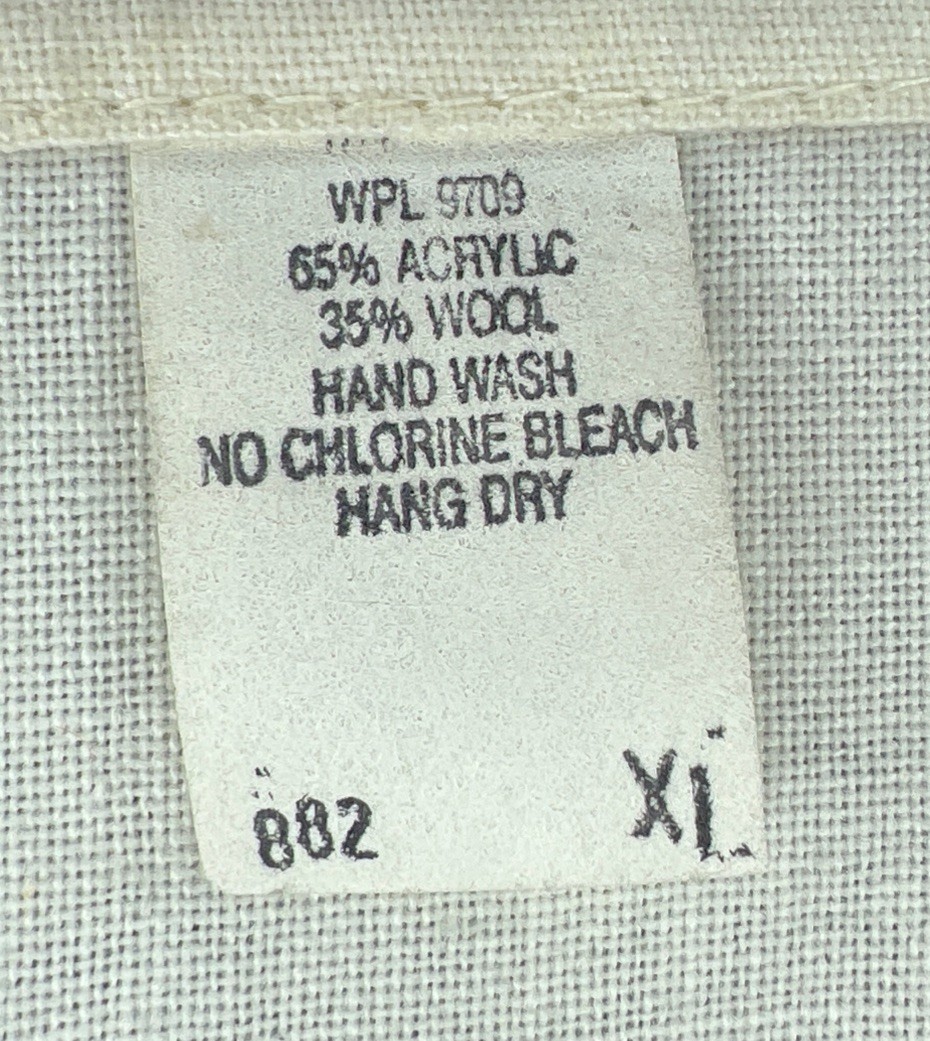 WPL 9709
65% ACRYLIC
35% WOOL
HAND WASH
NO CHLORINE BLEACH
HANG DRY
882 XL